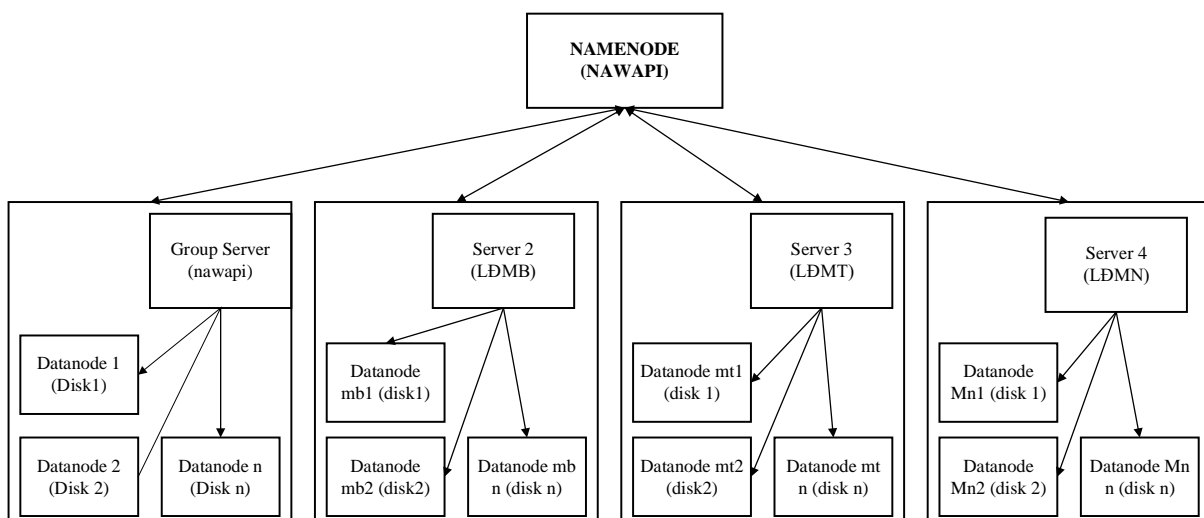 NAMENODE
(NAWAPI)
Group Server
(nawapi)
Server 2
(LĐMB)
Server 3
(LĐMT)
Server 4
(LĐMN)
Datanode 1
(Disk1)
Datanode
mb1 (disk1)
Datanode mt1
(disk 1)
Datanode
Mn1 (disk 1)
Datanode 2
(Disk 2)
Datanode n
(Disk n)
Datanode
mb2 (disk2)
Datanode mb
n (disk n)
Datanode mt2
(disk2)
Datanode mt
n (disk n)
Datanode
Mn2 (disk 2)
Datanode Mn
n (disk n)